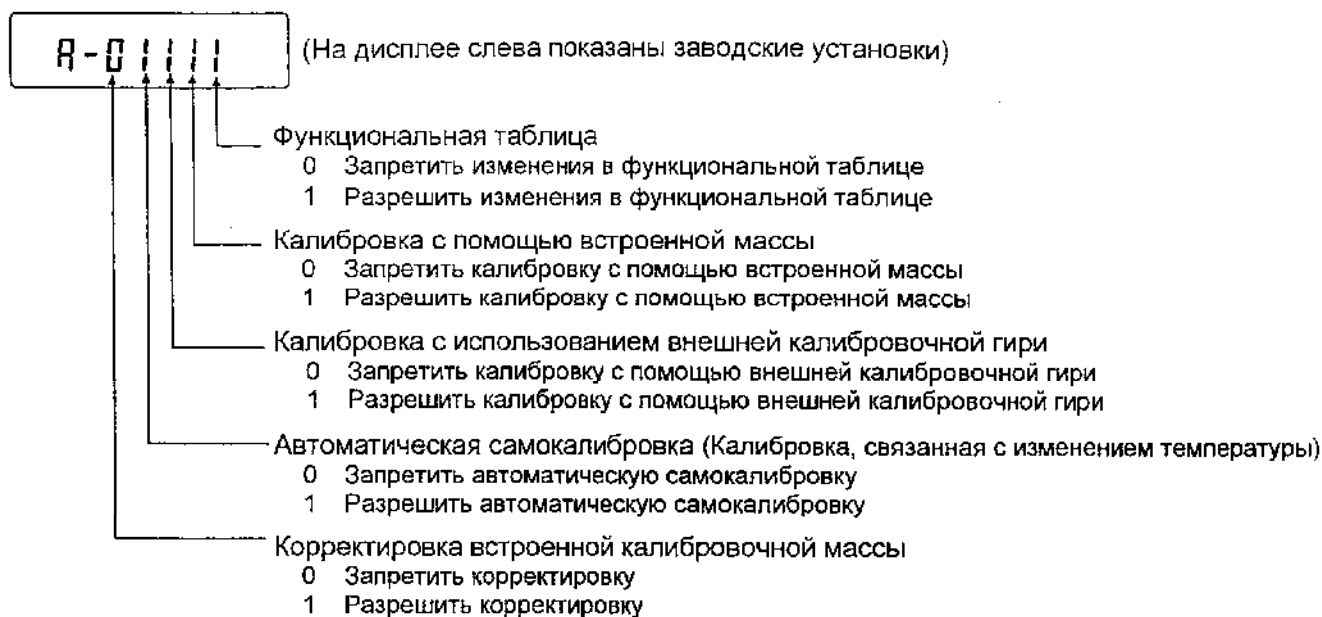 A-01111 (На дисплее слева показаны заводские установки)
Функциональная таблица
0 Запретить изменения в функциональной таблице
1 Разрешить изменения в функциональной таблице
Калибровка с помощью встроенной массы
0 Запретить калибровку с помощью встроенной массы
1 Разрешить калибровку с помощью встроенной массы
Калибровка с использованием внешней калибровочной гири
0 Запретить калибровку с помощью внешней калибровочной гири
1 Разрешить калибровку с помощью внешней калибровочной гири
Автоматическая самокалибровка (Калибровка, связанная с изменением температуры)
0 Запретить автоматическую самокалибровку
1 Разрешить автоматическую самокалибровку
Корректировка встроенной калибровочной массы
0 Запретить корректировку
1 Разрешить корректировку